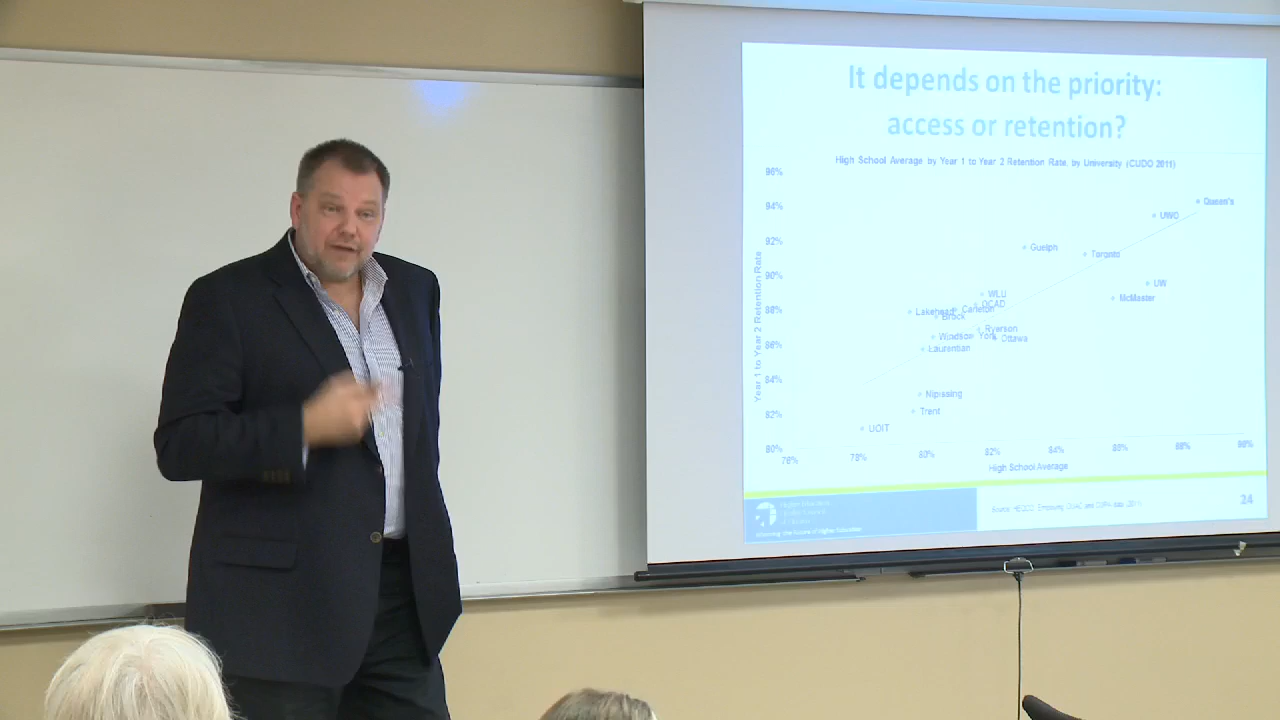 It depends on the priority:
access or retention?
High School Average by Year 1 to Year 2 Retention Rate, by University (CUDO 2011)
96%
94%
92%
90%
88%
86%
84%
82%
80%
Year 1 to Year 2 Retention Rate
Queen's
UWO
Guelph
Toronto
UW
McMaster
WLU
OCAD
Lakehead
Carleton
Brock
Ryerson
Windsor
York
Ottawa
Laurentian
Nipissing
Trent
UOIT
76%
78%
80%
82%
84%
86%
88%
90%
High School Average
24